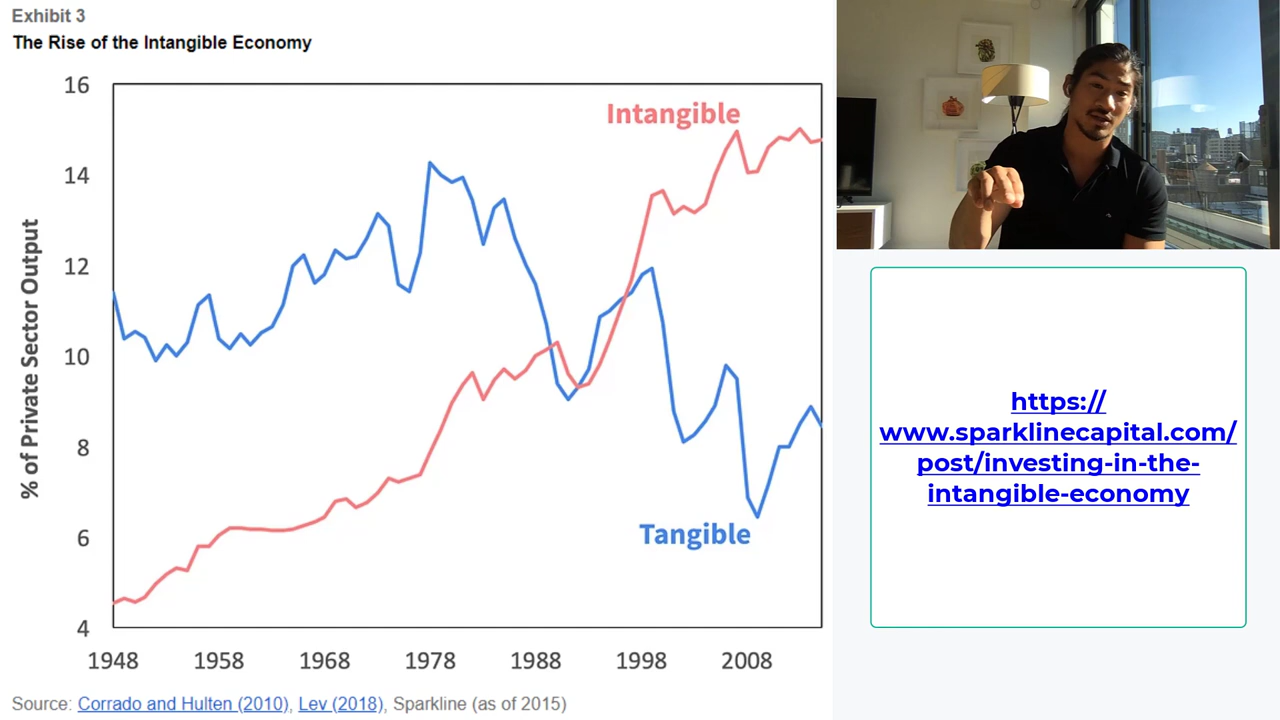 Exhibit 3
The Rise of the Intangible Economy
16
14
12
10
8
6
4
% of Private Sector Output
Intangible
Tangible
1948 1958 1968 1978 1988 1998 2008
Source: Corrado and Hulten (2010), Lev (2018), Sparkline (as of 2015)
https://
www.sparklinecapital.com/
post/investing-in-the-
intangible-economy